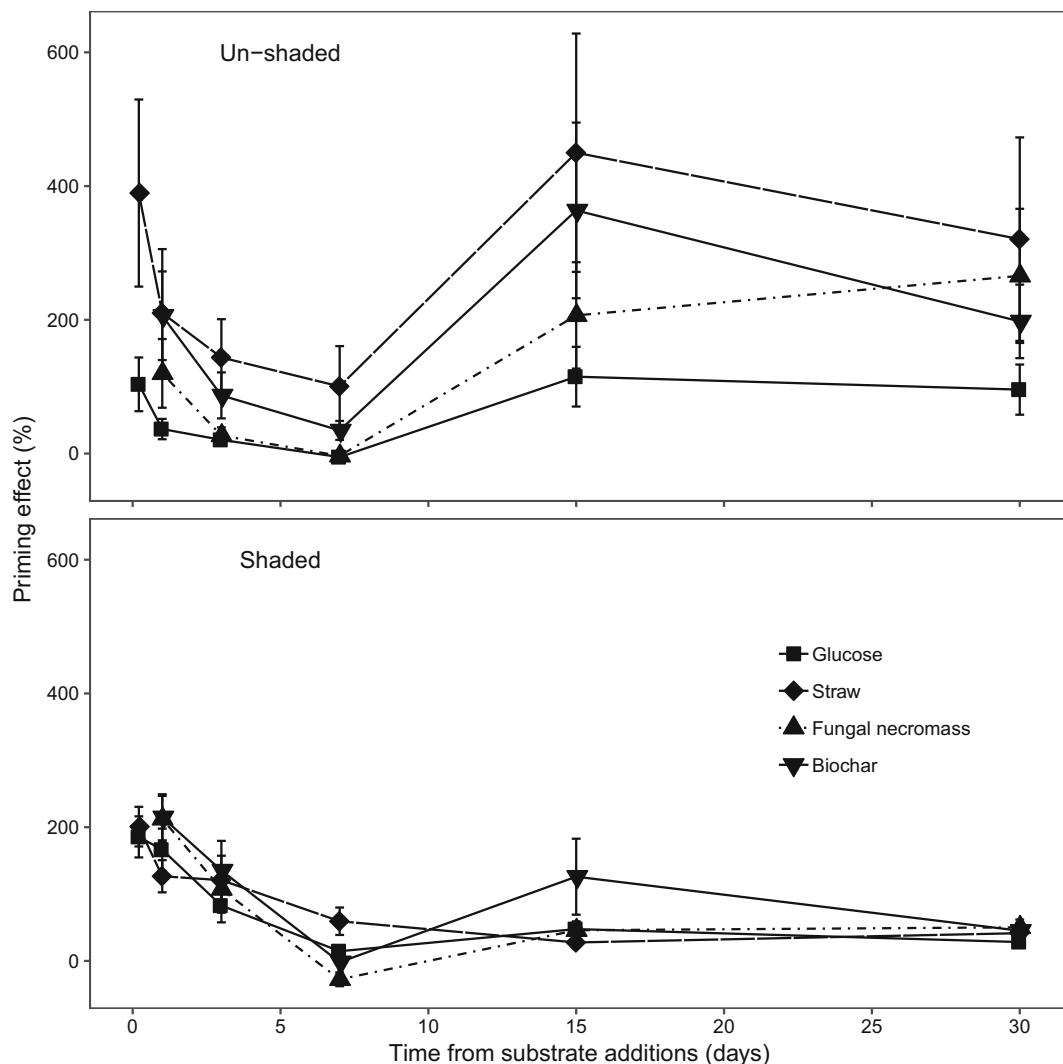 Un−shaded
600
400
200
0
Priming effect (%)
Shaded
600
400
200
0
Glucose
Straw
Fungal necromass
Biochar
0 5 10 15 20 25 30
Time from substrate additions (days)